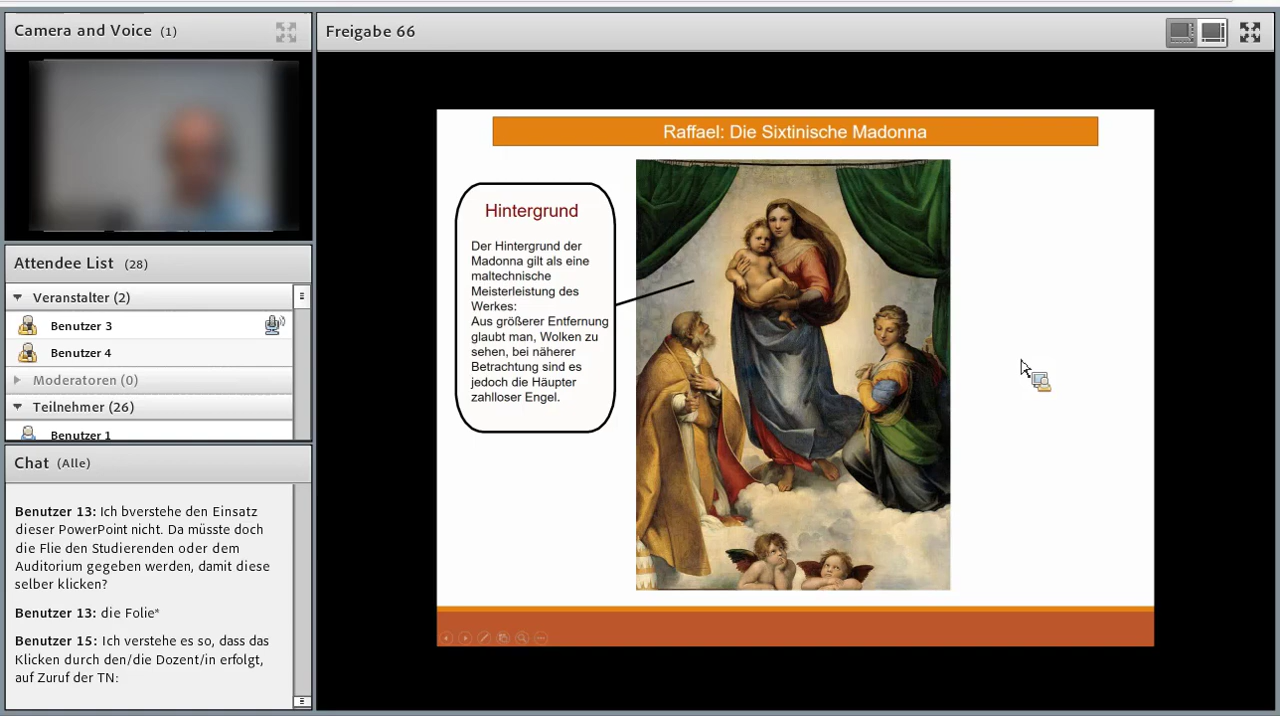 Camera and Voice (1)
Freigabe 66
Attendee List (28)
Veranstalter (2)
Benutzer 3
Benutzer 4
Moderatoren (0)
Teilnehmer (26)
Benutzer 1
Chat (Alle)
Benutzer 13: Ich bverstehe den Einsatz
dieser PowerPoint nicht. Da müsste doch
die Flie den Studierenden oder dem
Auditorium gegeben werden, damit diese
selber klicken?
Benutzer 13: die Folie*
Benutzer 15: Ich verstehe es so, dass das
Klicken durch den/die Dozent/in erfolgt,
auf Zuruf der TN:
Raffael: Die Sixtinische Madonna
Hintergrund
Der Hintergrund der
Madonna gilt als eine
maltechnische
Meisterleistung des
Werkes:
Aus größerer Entfernung
glaubt man, Wolken zu
sehen, bei näherer
Betrachtung sind es
jedoch die Häupter
zahlloser Engel.